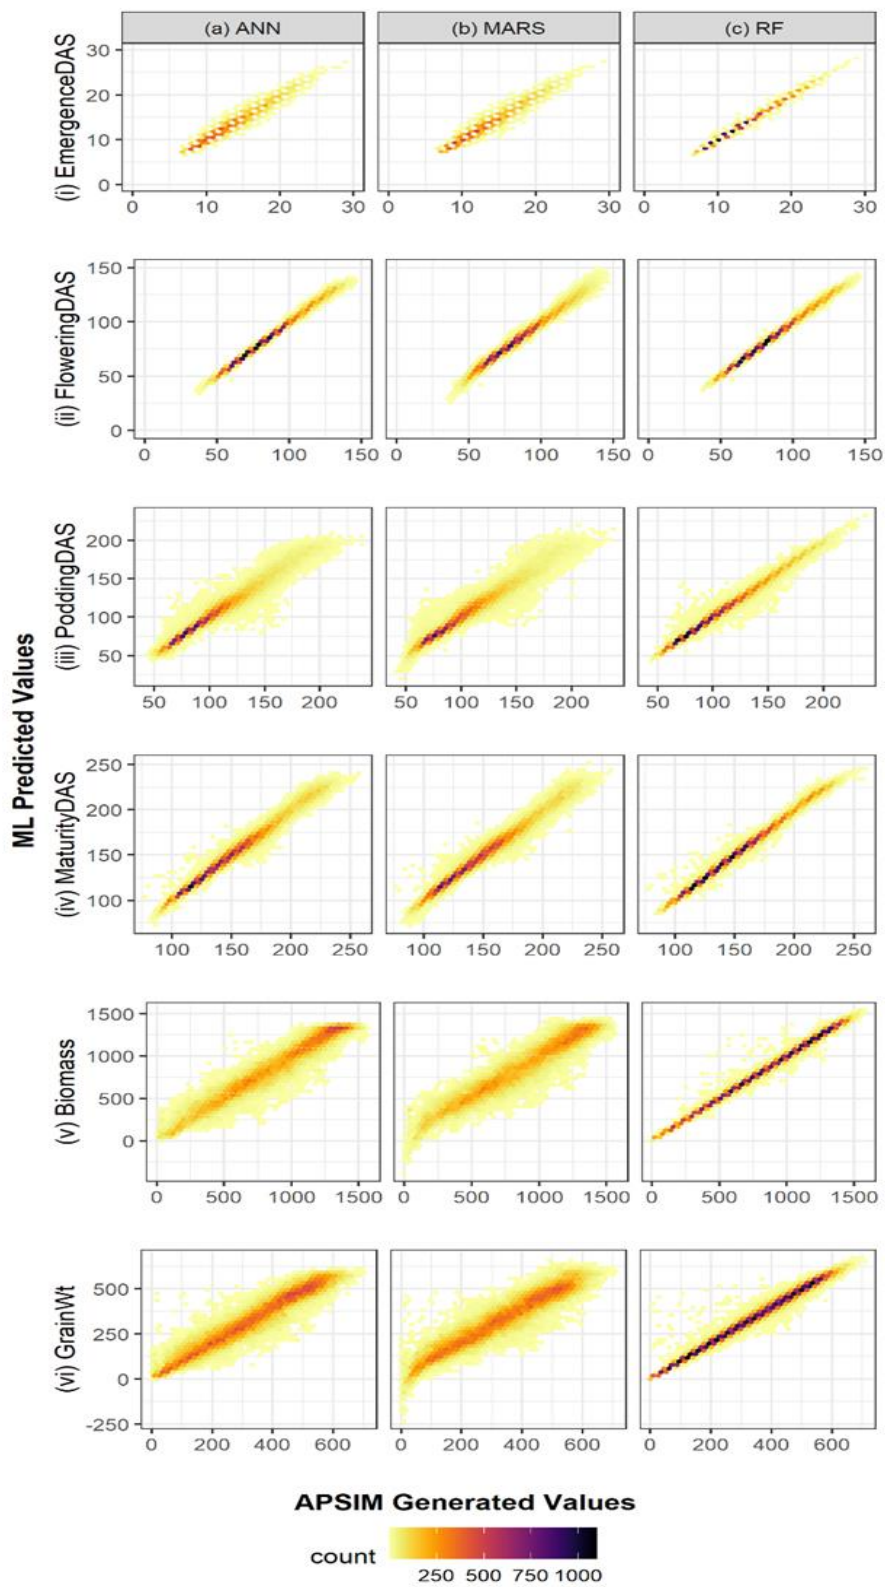 (a) ANN (b) MARS (c) RF
(i) EmergenceDAS
30
20
10
0
0 10 20 30 0 10 20 30 0 10 20 30
(ii) FloweringDAS
150
100
50
0
0 50 100 150 0 50 100 150 0 50 100 150
ML Predicted Values
(iii) PoddingDAS
200
150
100
50
50 100 150 200 50 100 150 200 50 100 150 200
(iv) MaturityDAS
250
200
150
100
100 150 200 250 100 150 200 250 100 150 200 250
(v) Biomass
1500
1000
500
0
0 500 1000 1500 0 500 1000 1500 0 500 1000 1500
(vi) GrainWt
500
250
0
-250
0 200 400 600 0 200 400 600 0 200 400 600
APSIM Generated Values
count
250 500 750 1000